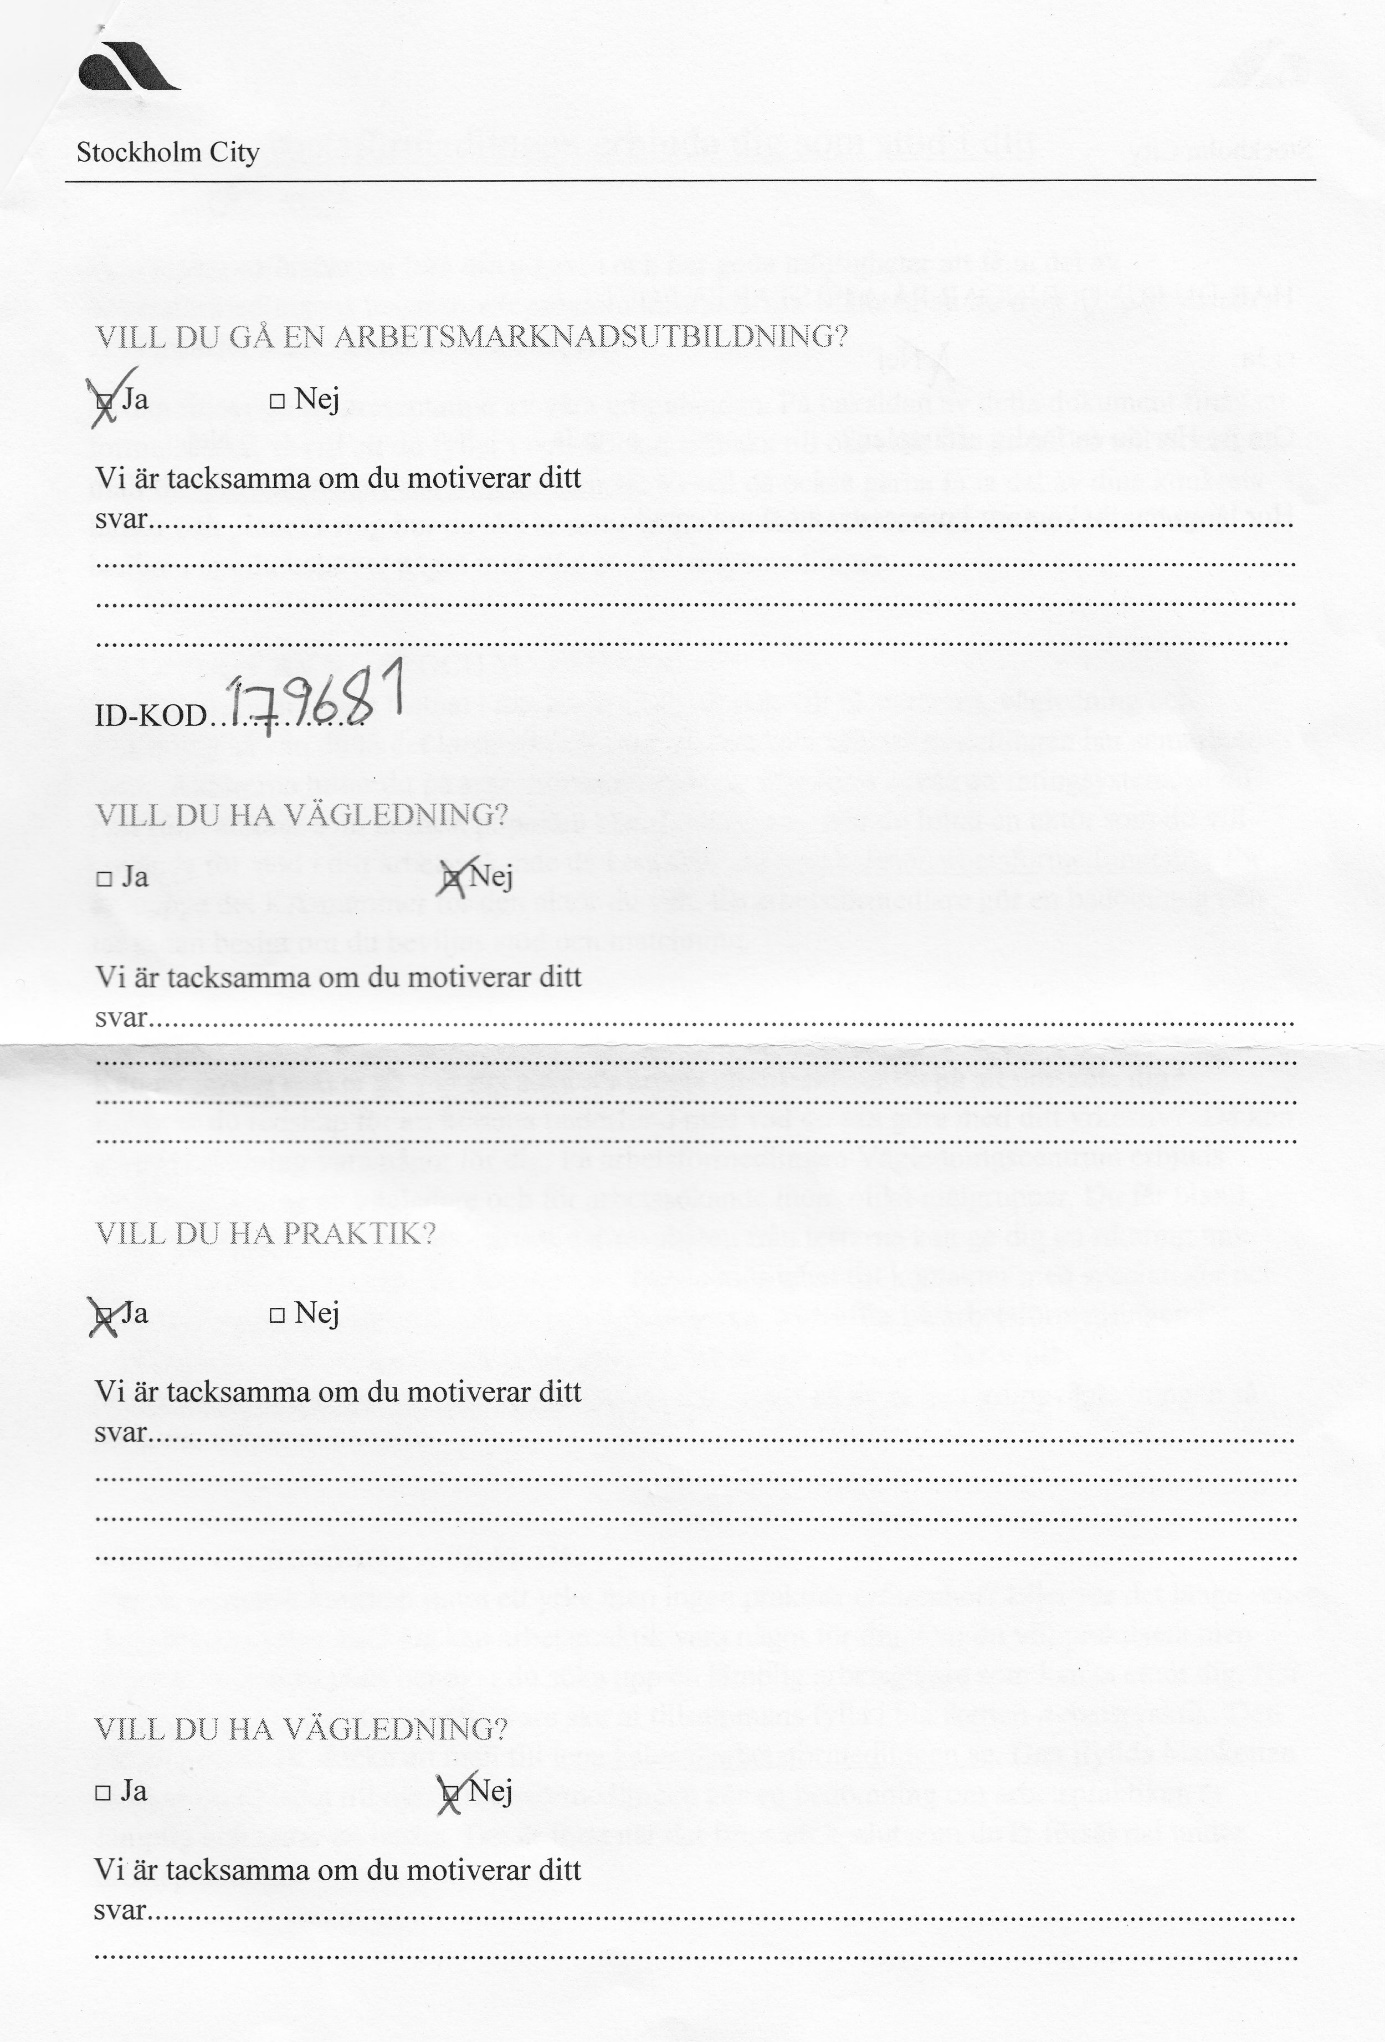 Stockholm City
VILL DU GÅ EN ARBETSMARKNADSUTBILDNING?
☒ Ja ☐ Nej
Vi är tacksamma om du motiverar ditt
svar................................................................
................................................................
................................................................
................................................................
ID-KOD..............179681
VILL DU HA VÄGLEDNING?
☐ Ja ☒ Nej
Vi är tacksamma om du motiverar ditt
svar................................................................
................................................................
................................................................
................................................................
VILL DU HA PRAKTIK?
☒ Ja ☐ Nej
Vi är tacksamma om du motiverar ditt
svar................................................................
................................................................
................................................................
................................................................
VILL DU HA VÄGLEDNING?
☐ Ja ☒ Nej
Vi är tacksamma om du motiverar ditt
svar................................................................
................................................................